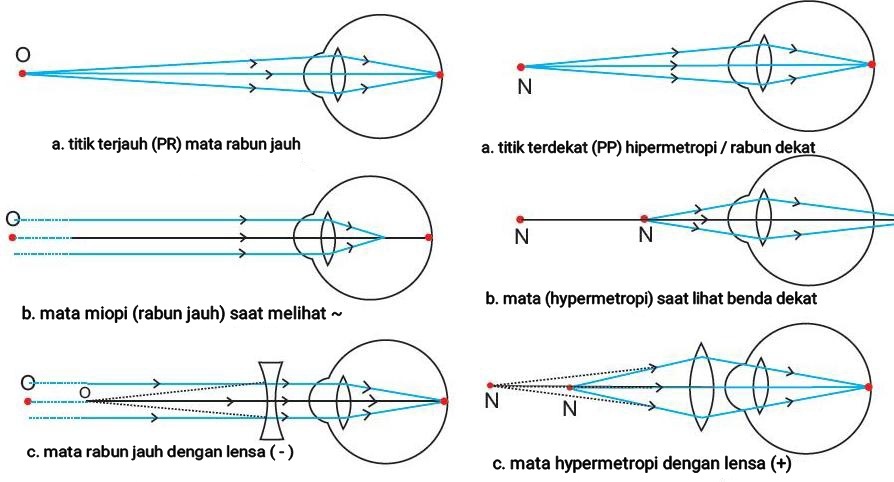 O
a. titik terjauh (PR) mata rabun jauh
O
b. mata miopi (rabun jauh) saat melihat ~
O
O
c. mata rabun jauh dengan lensa ( - )
N
a. titik terdekat (PP) hipermetropi / rabun dekat
N
N
b. mata (hypermetropi) saat lihat benda dekat
N
N
c. mata hypermetropi dengan lensa (+)